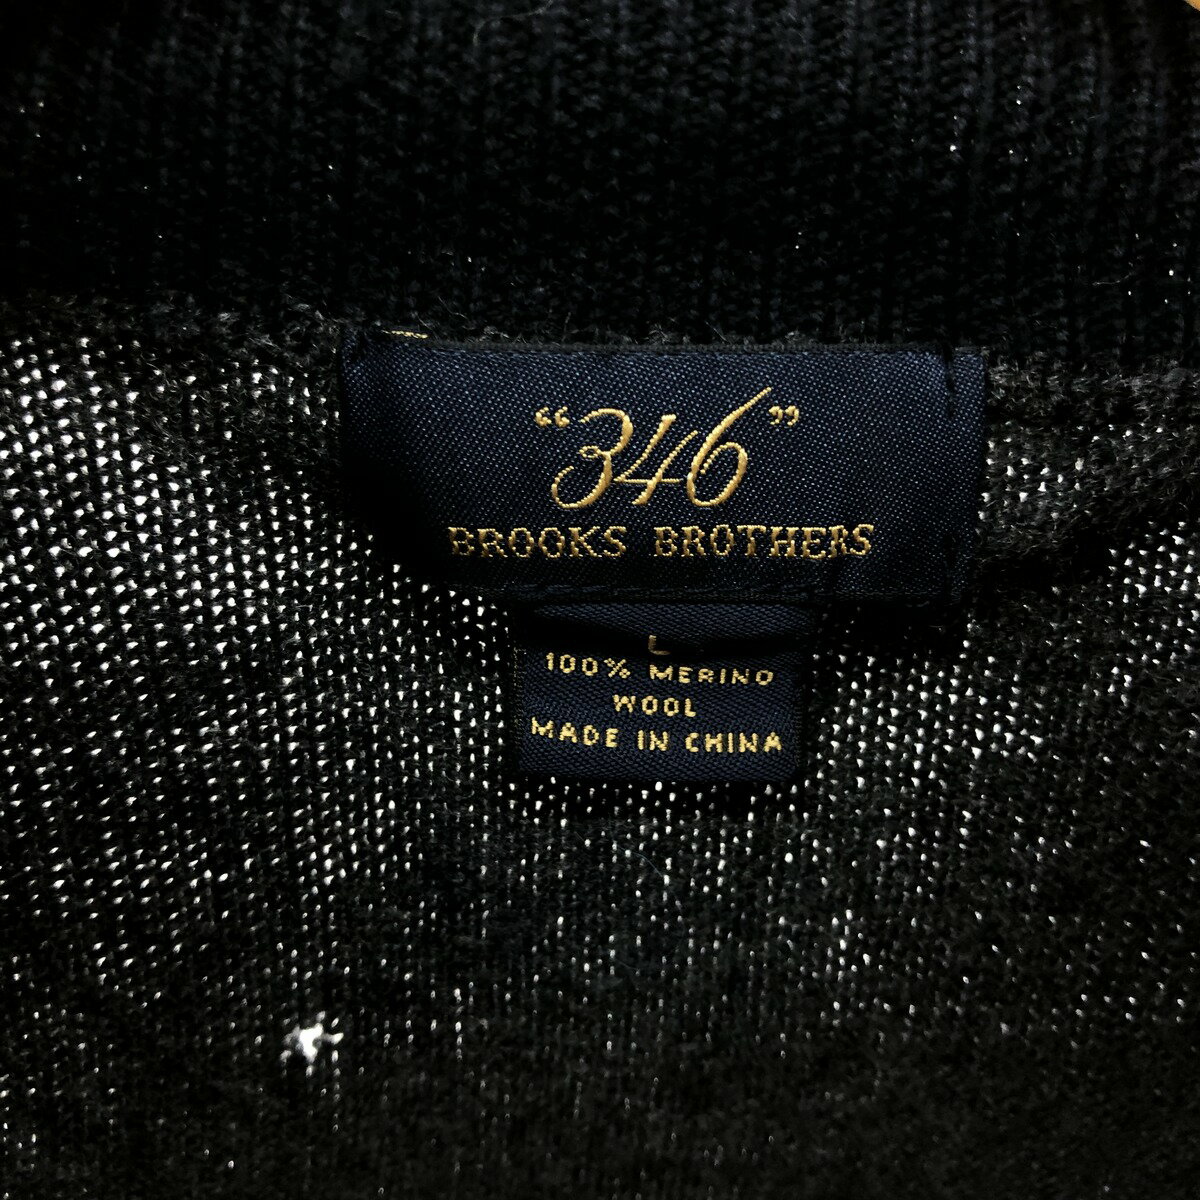 “346”
BROOKS BROTHERS
L
100% MERINO
WOOL
MADE IN CHINA